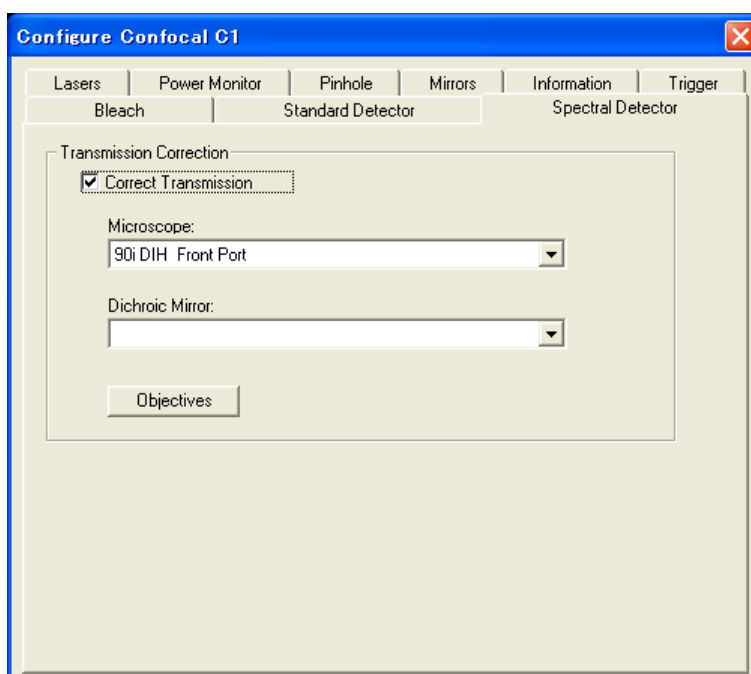 Configure Confocal C1
Lasers Power Monitor Pinhole Mirrors Information Trigger
Bleach Standard Detector Spectral Detector
Transmission Correction
Correct Transmission
Microscope:
90i DIH Front Port
Dichroic Mirror:
Objectives